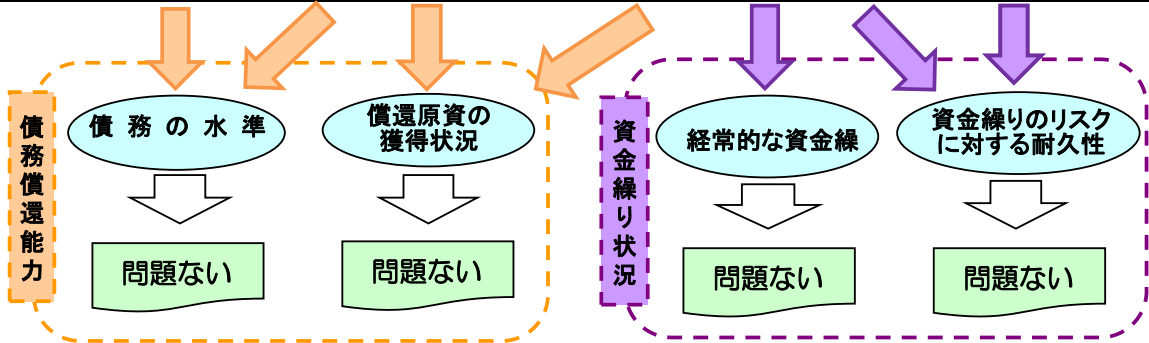 債務償還能力
債務の水準
償還原資の
獲得状況
問題ない
問題ない
資金繰り状況
経常的な資金繰
資金繰りのリスク
に対する耐久性
問題ない
問題ない